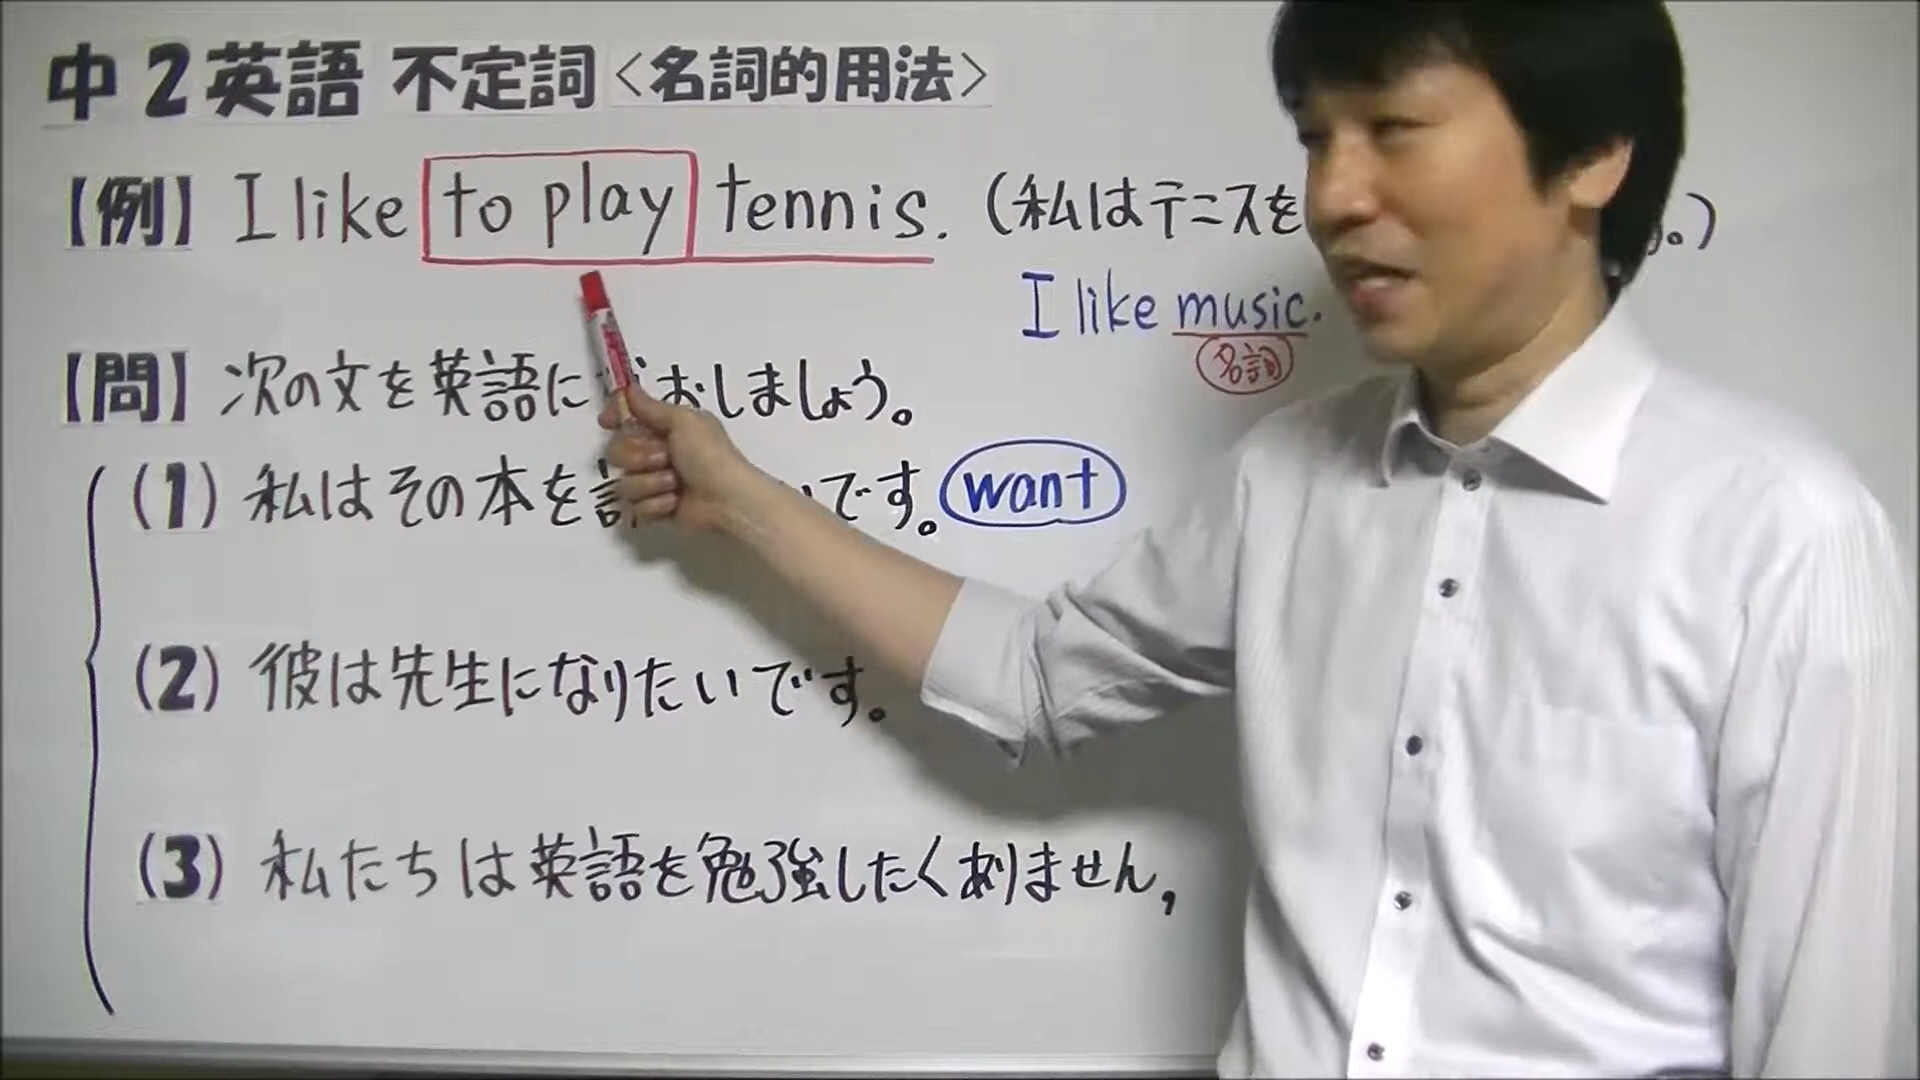 中2英語 不定詞<名詞的用法>
【例】 I like to play tennis. (私はテニスを 。)
I like music.
名詞
【問】 次の文を英語に おしましょう。
(1) 私はその本を です。 want
(2) 彼は先生になりたいです。
(3) 私たちは英語を勉強したくありません,